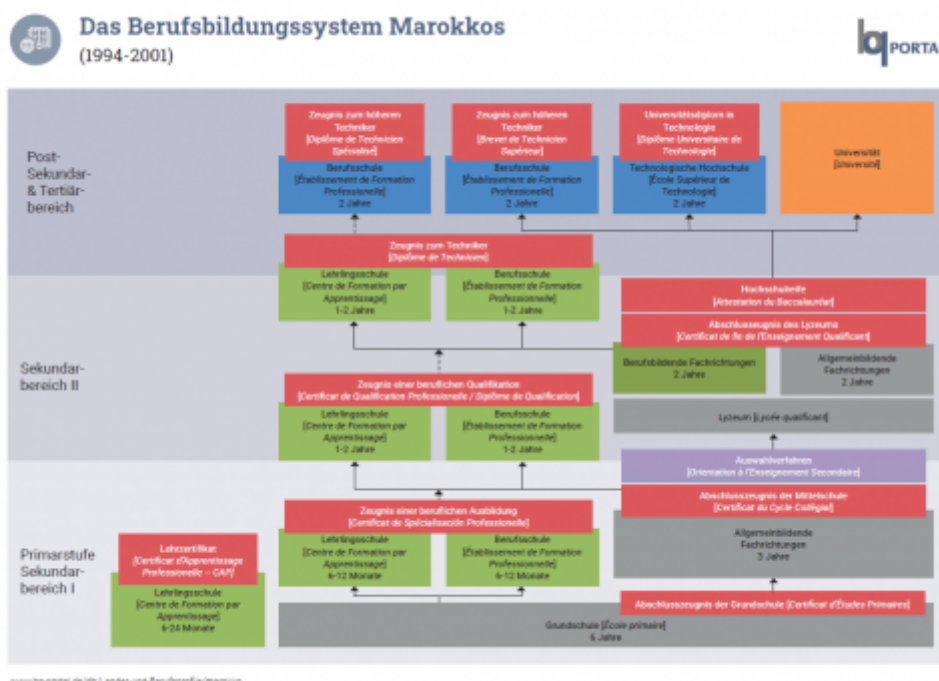 Das Berufsbildungssystem Marokkos
(1994-2001)
bq PORTA
Post-
Sekundar-
& Tertiär-
bereich
Zeugnis zum höheren
Techniker
[Diplôme de Technicien
Spécialisé]
Berufsschule
[Établissement de Formation
Professionelle]
2 Jahre
Zeugnis zum höheren
Techniker
[Brevet de Technicien
Supérieur]
Berufsschule
[Établissement de Formation
Professionelle]
2 Jahre
Universitätsdiplom in
Technologie
[Diplôme Universitaire de
Technologie]
Technologische Hochschule
[École Supérieur de
Technologie]
2 Jahre
Universität
[Université]
Zeugnis zum Techniker
[Diplôme de Technicien]
Lehrlingsschule
[Centre de Formation par
Apprentissage]
1-2 Jahre
Berufsschule
[Établissement de Formation
Professionnelle]
1-2 Jahre
Hochschulreife
[Attestation du Baccalauréat]
Abschlusszeugnis des Lyzeums
[Certificat de fin de l'Enseignement Qualificant]
Sekundar-
bereich II
Berufsbildende Fachrichtungen
2 Jahre
Allgemeinbildende
Fachrichtungen
2 Jahre
Zeugnis einer beruflichen Qualifikation
[Certificat de Qualification Professionelle / Diplôme de Qualification]
Lehrlingsschule
[Centre de Formation par
Apprentissage]
1-2 Jahre
Berufsschule
[Établissement de Formation
Professionnelle]
1-2 Jahre
Lyzeum [Lycée qualificant]
Auswahlverfahren
[Orientation à l'Enseignement Secondaire]
Abschlusszeugnis der Mittelschule
[Certificat du Cycle Collégial]
Primarstufe
Sekundar-
bereich I
Zeugnis einer beruflichen Ausbildung
[Certificat de Spécialisación Professionelle]
Lehrlingsschule
[Centre de Formation par
Apprentissage]
6-12 Monate
Berufsschule
[Établissement de Formation
Professionelle]
6-12 Monate
Allgemeinbildende
Fachrichtungen
3 Jahre
Lehrzertifikat
[Certificat d'Apprentissage
Professionelle – CAP]
Lehrlingsschule
[Centre de Formation par
Apprentissage]
6-24 Monate
Abschlusszeugnis der Grundschule [Certificat d'Études Primaires]
Grundschule [École primaire]
6 Jahre